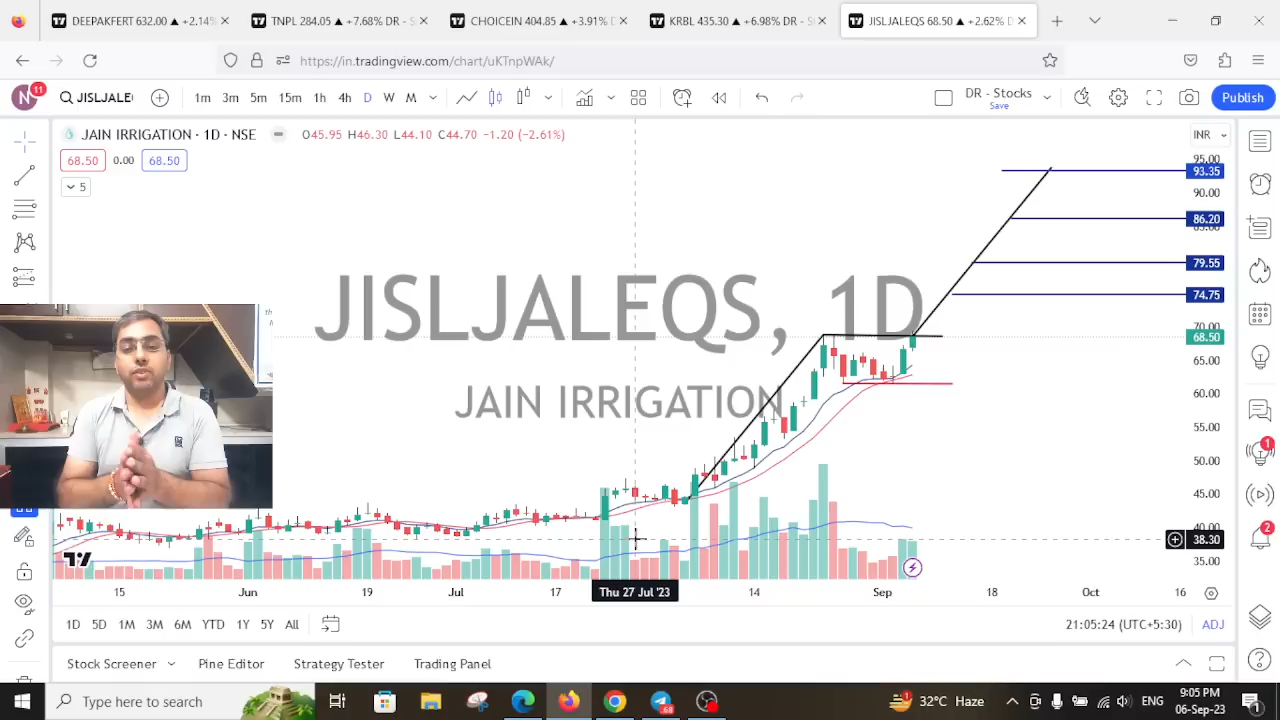 DEEPAKFERT 632.00 ▲ +2.14%
TNPL 284.05 ▲ +7.68% DR - S
CHOICEIN 404.85 ▲ +3.91% D
KRBL 435.30 ▲ +6.98% DR - S
JISLJALEQS 68.50 ▲ +2.62% D
https://in.tradingview.com/chart/uKTnpWAk/
N 11 JISLJALE 1m 3m 5m 15m 1h 4h D W M DR - Stocks Save Publish
JAIN IRRIGATION · 1D · NSE O45.95 H46.30 L44.10 C44.70 −1.20 (−2.61%) INR
68.50 0.00 68.50
5
JISLJALEQS, 1D
JAIN IRRIGATION
95.00
93.35
90.00
86.20
85.00
79.55
74.75
70.00
68.50
65.00
60.00
55.00
50.00
45.00
40.00
38.30
35.00
1
2
15 Jun 19 Jul 17 Thu 27 Jul '23 14 Sep 18 Oct 16
1D 5D 1M 3M 6M YTD 1Y 5Y All 21:05:24 (UTC+5:30) ADJ
Stock Screener Pine Editor Strategy Tester Trading Panel
Type here to search .68 1 32°C Haze ENG 9:05 PM
06-Sep-23 1